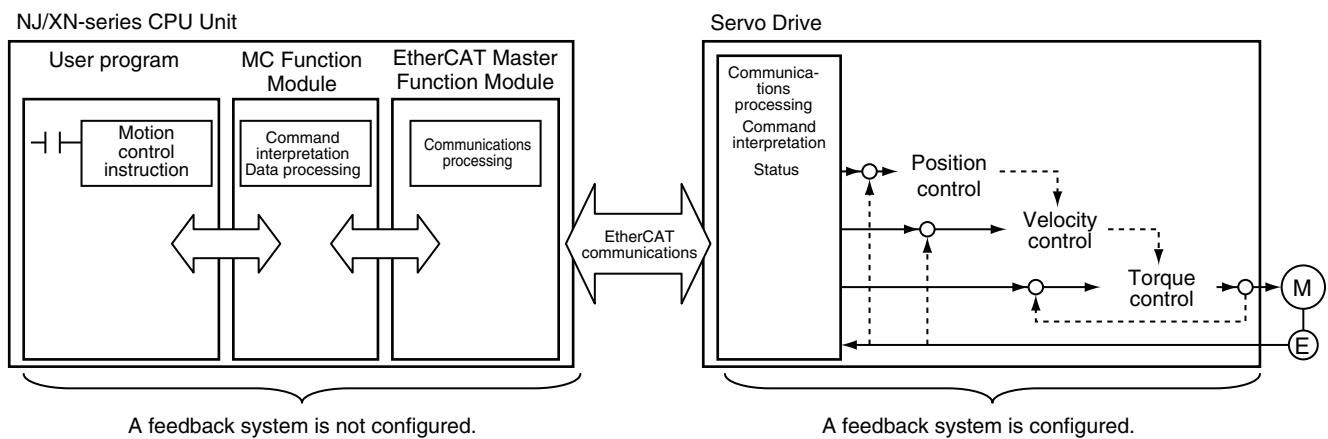 NJ/XN-series CPU Unit
User program
MC Function
Module
EtherCAT Master
Function Module
Motion
control
instruction
Command
interpretation
Data processing
Communications
processing
EtherCAT
communications
Servo Drive
Communica-
tions
processing
Command
interpretation
Status
Position
control
Velocity
control
Torque
control
M
E
A feedback system is not configured.
A feedback system is configured.